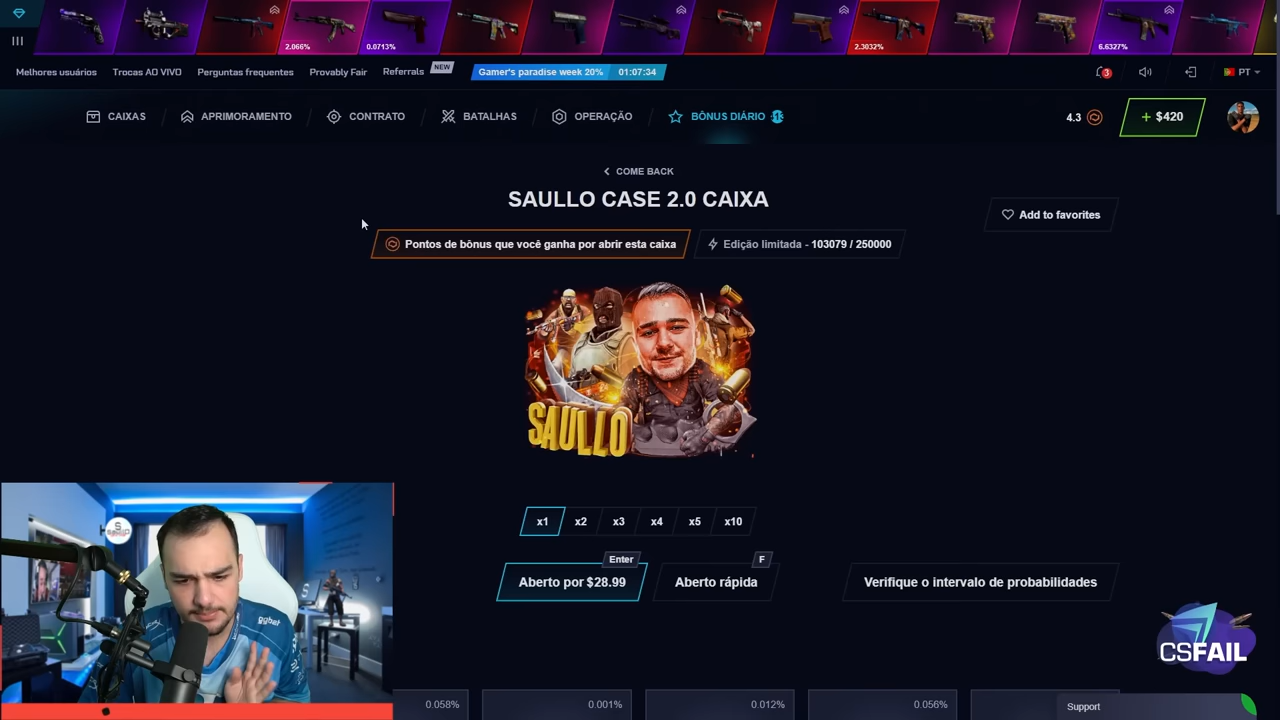 2.066%
0.0713%
2.3032%
6.6327%
Melhores usuários
Trocas AO VIVO
Perguntas frequentes
Provably Fair
Referrals
NEW
Gamer's paradise week 20%
01:07:34
3
PT
CAIXAS
APRIMORAMENTO
CONTRATO
BATALHAS
OPERAÇÃO
BÔNUS DIÁRIO
4.3
+ $420
COME BACK
SAULLO CASE 2.0 CAIXA
Add to favorites
Pontos de bônus que você ganha por abrir esta caixa
Edição limitada - 103079 / 250000
SAULLO
x1
x2
x3
x4
x5
x10
Enter
F
Aberto por $28.99
Aberto rápida
Verifique o intervalo de probabilidades
ggbet
CSFAIL
0.058%
0.001%
0.012%
0.056%
Support